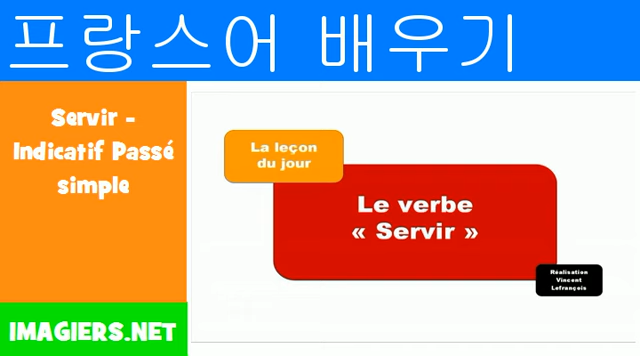 프랑스어 배우기
Servir -
Indicatif Passé
simple
La leçon
du jour
Le verbe
« Servir »
Réalisation
Vincent
Lefrançois
IMAGIERS.NET